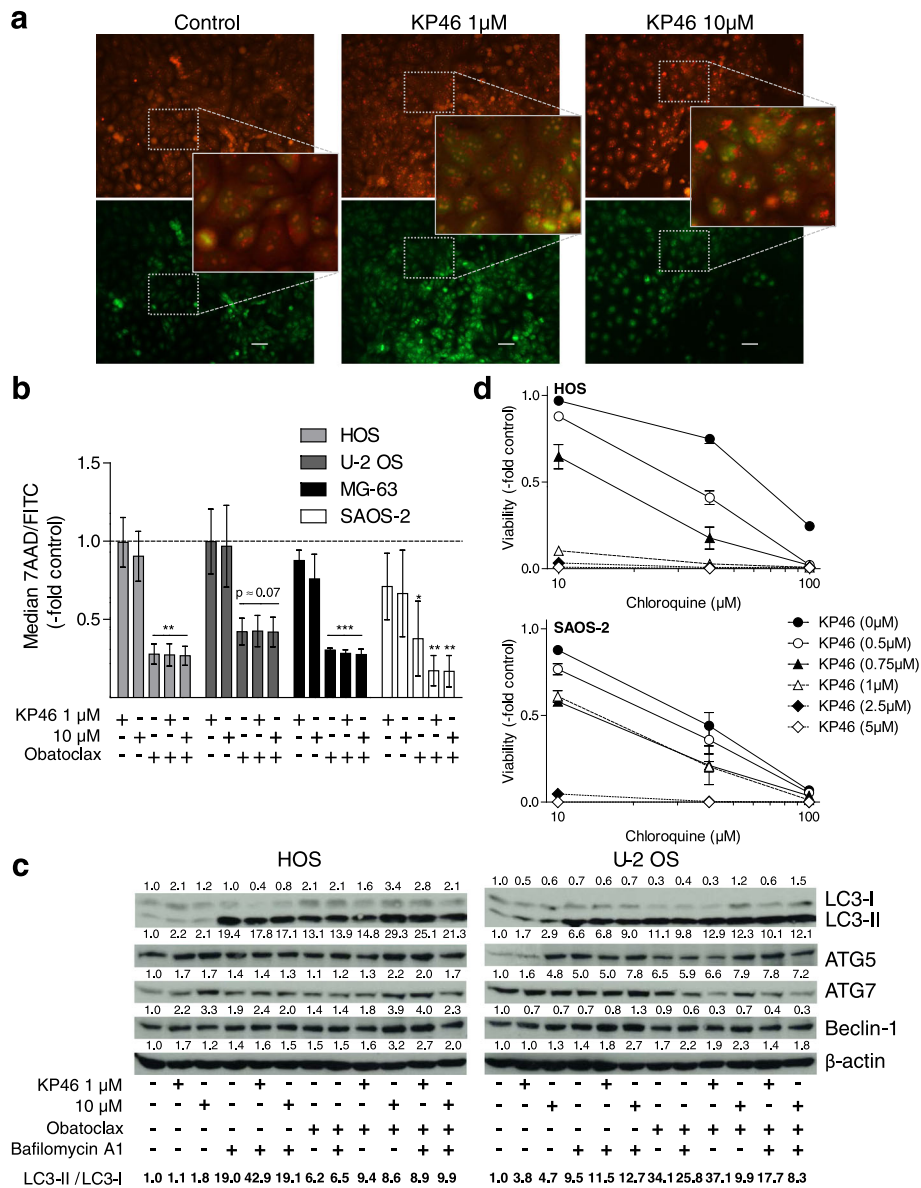 a
Control KP46 1µM KP46 10µM
b
HOS
U-2 OS
MG-63
SAOS-2
Median 7AAD/FITC
(-fold control)
1.5
1.0
0.5
** p ≈ 0.07 *** * ** **
KP46 1 µM + - - - - + - - - - + - - - - + - - - -
10 µM - + - - + - + - - + - + - - + - + - - +
Obatoclax - - + + + - - + + + - - + + + - - + + +
d
HOS
Viability (-fold control)
1.0
0.5
0.0
10 100
Chloroquine (µM)
SAOS-2
Viability (-fold control)
1.0
0.5
0.0
10 100
Chloroquine (µM)
KP46 (0µM)
KP46 (0.5µM)
KP46 (0.75µM)
KP46 (1µM)
KP46 (2.5µM)
KP46 (5µM)
c
HOS U-2 OS
1.0 2.1 1.2 1.0 0.4 0.8 2.1 2.1 1.6 3.4 2.8 2.1 1.0 0.5 0.6 0.7 0.6 0.7 0.3 0.4 0.3 1.2 0.6 1.5
LC3-I
LC3-II
1.0 2.2 2.1 19.4 17.8 17.1 13.1 13.9 14.8 29.3 25.1 21.3 1.0 1.7 2.9 6.6 6.8 9.0 11.1 9.8 12.9 12.3 10.1 12.1
ATG5
1.0 1.7 1.7 1.4 1.4 1.3 1.1 1.2 1.3 2.2 2.0 1.7 1.0 1.6 4.8 5.0 5.0 7.8 6.5 5.9 6.6 7.9 7.8 7.2
ATG7
1.0 2.2 3.3 1.9 2.4 2.0 1.4 1.4 1.8 3.9 4.0 2.3 1.0 0.7 0.7 0.7 0.8 1.3 0.9 0.6 0.3 0.7 0.4 0.3
Beclin-1
1.0 1.7 1.2 1.4 1.6 1.5 1.5 1.5 1.6 3.2 2.7 2.0 1.0 1.0 1.3 1.4 1.8 2.7 1.7 2.2 1.9 2.3 1.4 1.8
β-actin
KP46 1 µM - + - - + - - - + - + - - + - - + - - - + - + -
10 µM - - + - - + - - - + - + - - + - - + - - - + - +
Obatoclax - - - - - - + + + + + + - - - - - - + + + + + +
Bafilomycin A1 - - - + + + - + - - + + - - - + + + - + - - + +
LC3-II /LC3-I 1.0 1.1 1.8 19.0 42.9 19.1 6.2 6.5 9.4 8.6 8.9 9.9 1.0 3.8 4.7 9.5 11.5 12.7 34.1 25.8 37.1 9.9 17.7 8.3